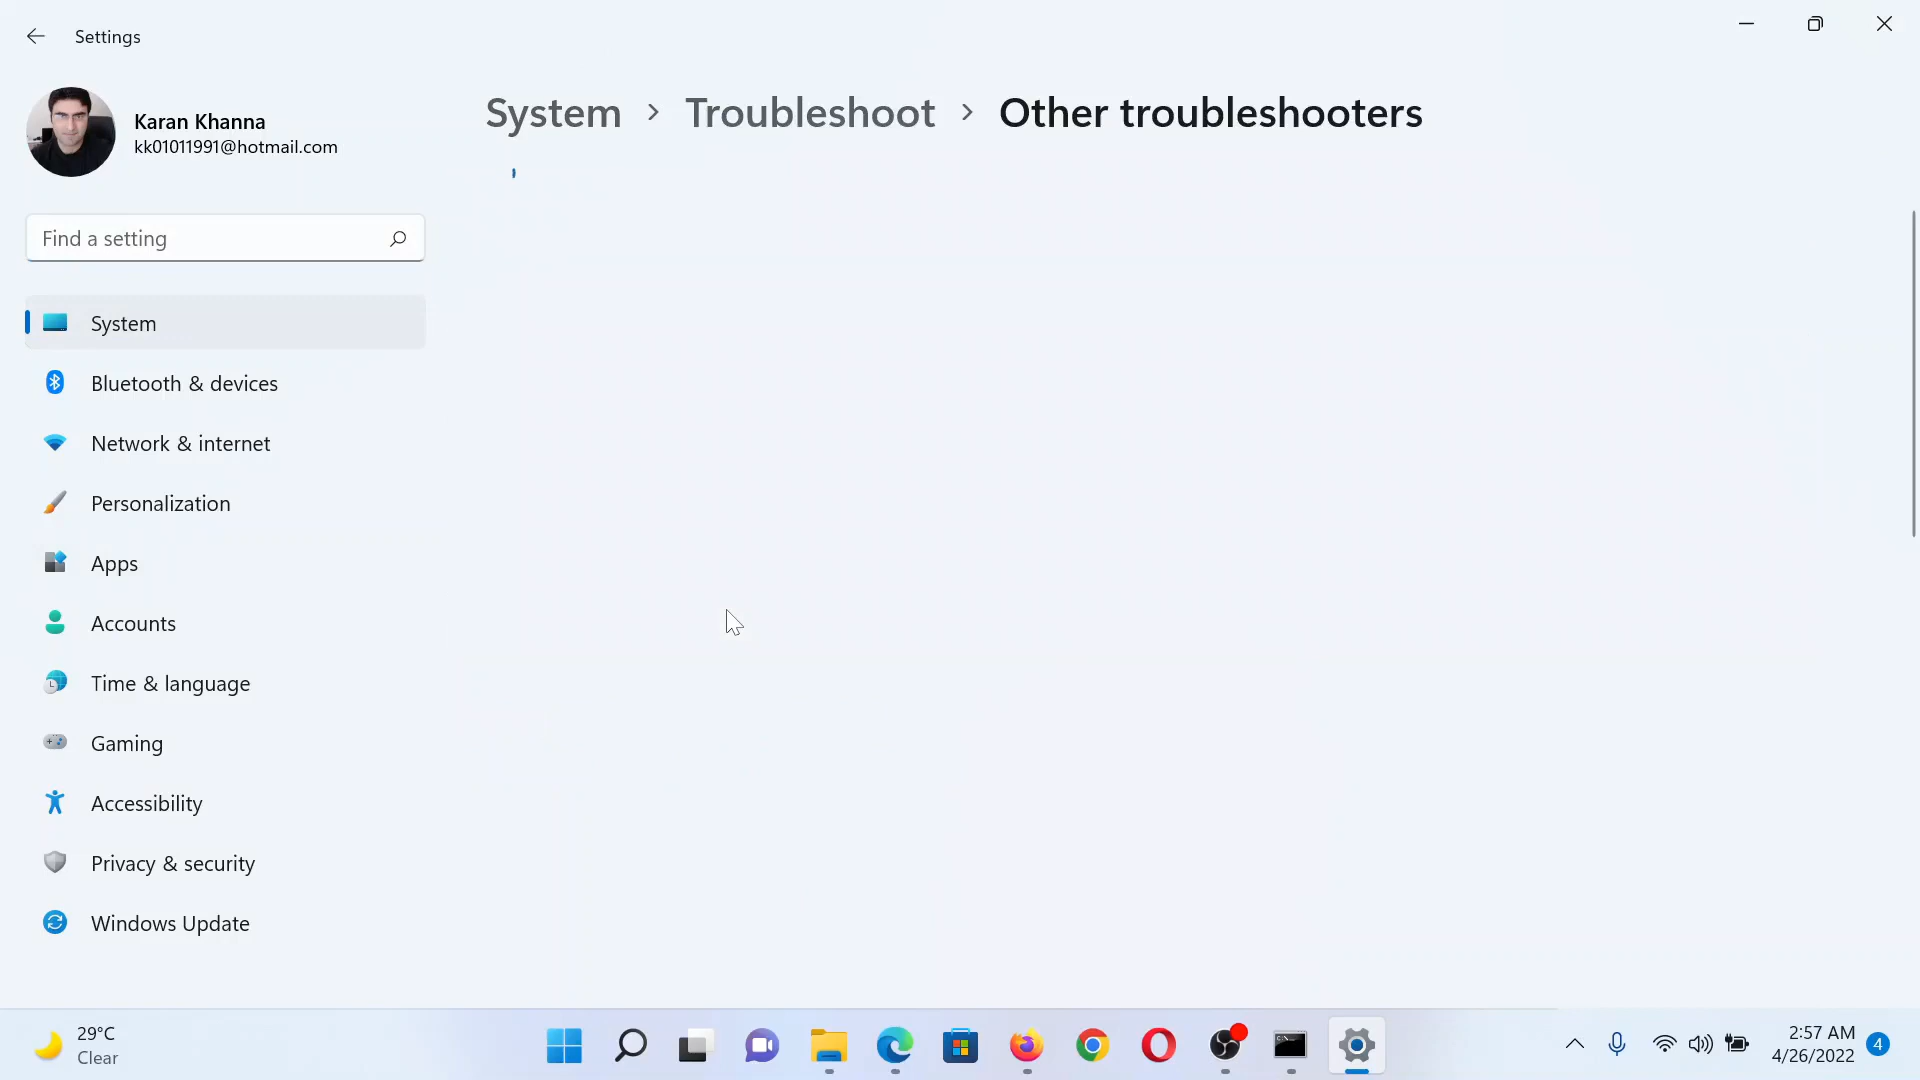 Settings
Karan Khanna
kk01011991@hotmail.com
System > Troubleshoot > Other troubleshooters
Find a setting
System
Bluetooth & devices
Network & internet
Personalization
Apps
Accounts
Time & language
Gaming
Accessibility
Privacy & security
Windows Update
29°C
Clear
2:57 AM
4/26/2022
4